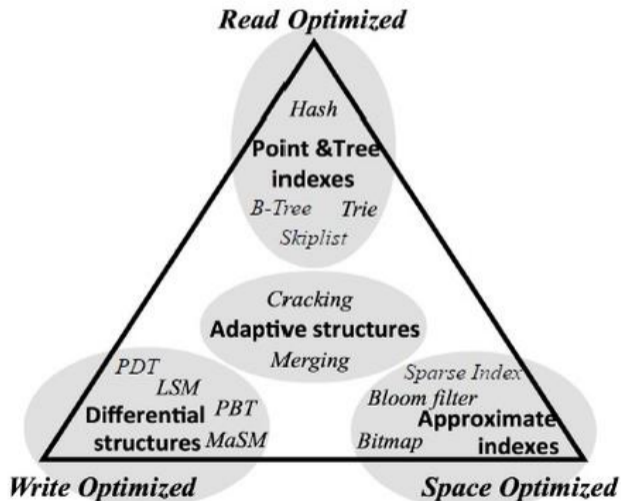 Read Optimized
Hash
Point &Tree
indexes
B-Tree Trie
Skiplist
Cracking
Adaptive structures
Merging
PDT
LSM
PBT
Differential
structures MaSM
Sparse Index
Bloom filter
Approximate
Bitmap indexes
Write Optimized
Space Optimized